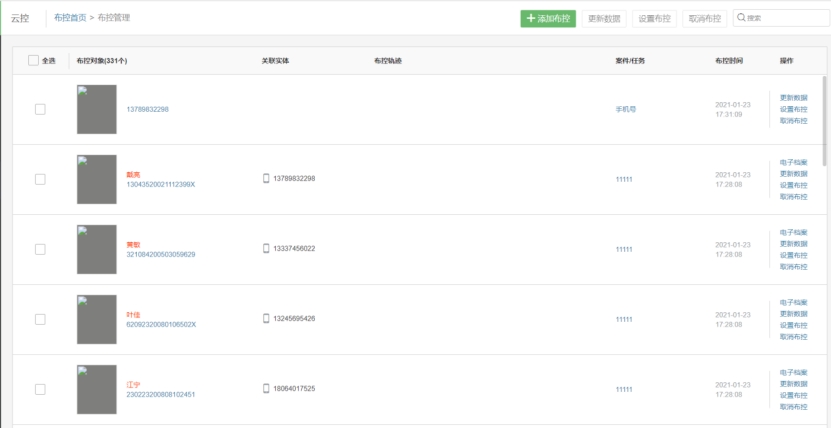 云控
布控首页 > 布控管理
添加布控
更新数据
设置布控
取消布控
搜索
全选
布控对象(331个)
关联实体
布控轨迹
案件/任务
布控时间
操作
13789832298
手机号
2021-01-23
17:31:09
更新数据
设置布控
取消布控
戴亮
13043520021112399X
13789832298
11111
2021-01-23
17:28:08
电子档案
更新数据
设置布控
取消布控
黄敏
321084200503059629
13337456022
11111
2021-01-23
17:28:08
电子档案
更新数据
设置布控
取消布控
叶佳
62092320080106502X
13245695426
11111
2021-01-23
17:28:08
电子档案
更新数据
设置布控
取消布控
江宁
230223200808102451
18064017525
11111
2021-01-23
17:28:08
电子档案
更新数据
设置布控
取消布控